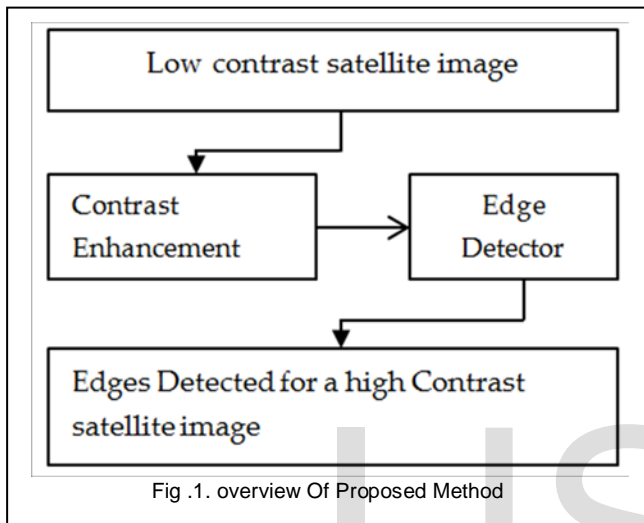 Low contrast satellite image
Contrast
Enhancement
Edge
Detector
Edges Detected for a high Contrast
satellite image
Fig .1. overview Of Proposed Method